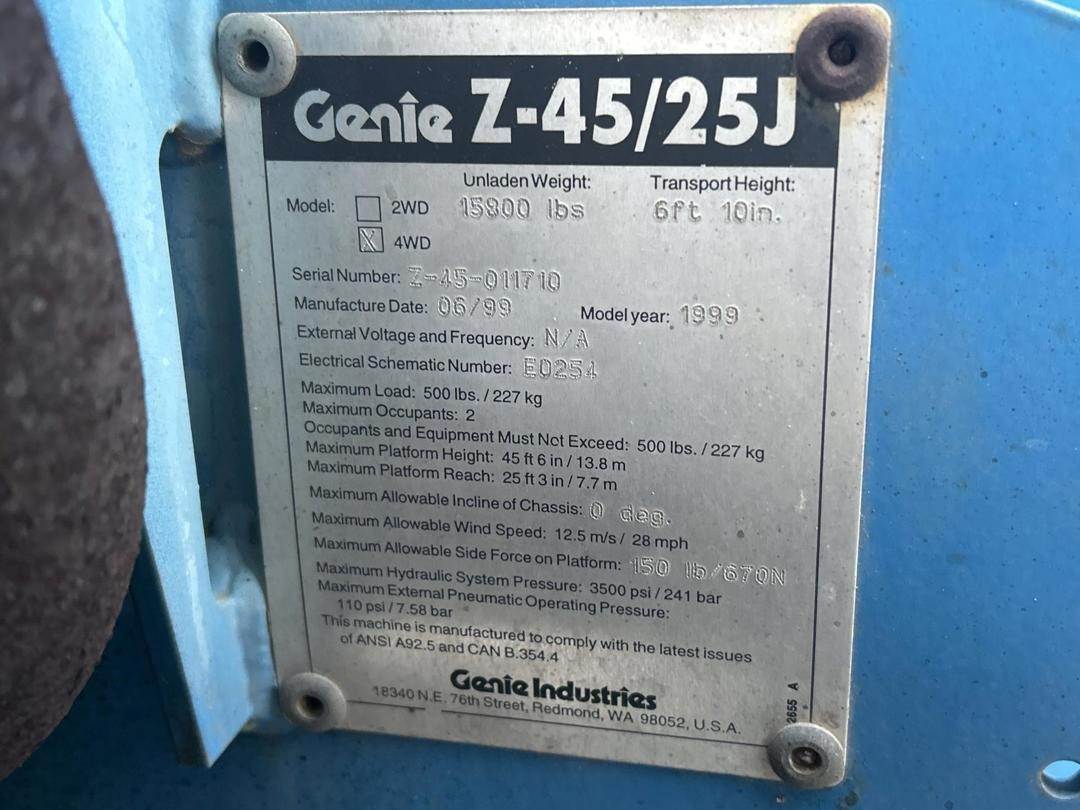 Genie Z-45/25J
Unladen Weight: Transport Height:
Model: 2WD 15800 lbs 6ft 10in.
X 4WD
Serial Number: Z-45-011710
Manufacture Date: 06/99 Model year: 1999
External Voltage and Frequency: N/A
Electrical Schematic Number: E0254
Maximum Load: 500 lbs. / 227 kg
Maximum Occupants: 2
Occupants and Equipment Must Not Exceed: 500 lbs. / 227 kg
Maximum Platform Height: 45 ft 6 in / 13.8 m
Maximum Platform Reach: 25 ft 3 in / 7.7 m
Maximum Allowable Incline of Chassis: 0 deg.
Maximum Allowable Wind Speed: 12.5 m/s / 28 mph
Maximum Allowable Side Force on Platform: 150 lb/670N
Maximum Hydraulic System Pressure: 3500 psi / 241 bar
Maximum External Pneumatic Operating Pressure:
110 psi / 7.58 bar
This machine is manufactured to comply with the latest issues
of ANSI A92.5 and CAN B.354.4
Genie Industries
18340 N.E. 76th Street, Redmond, WA 98052, U.S.A.